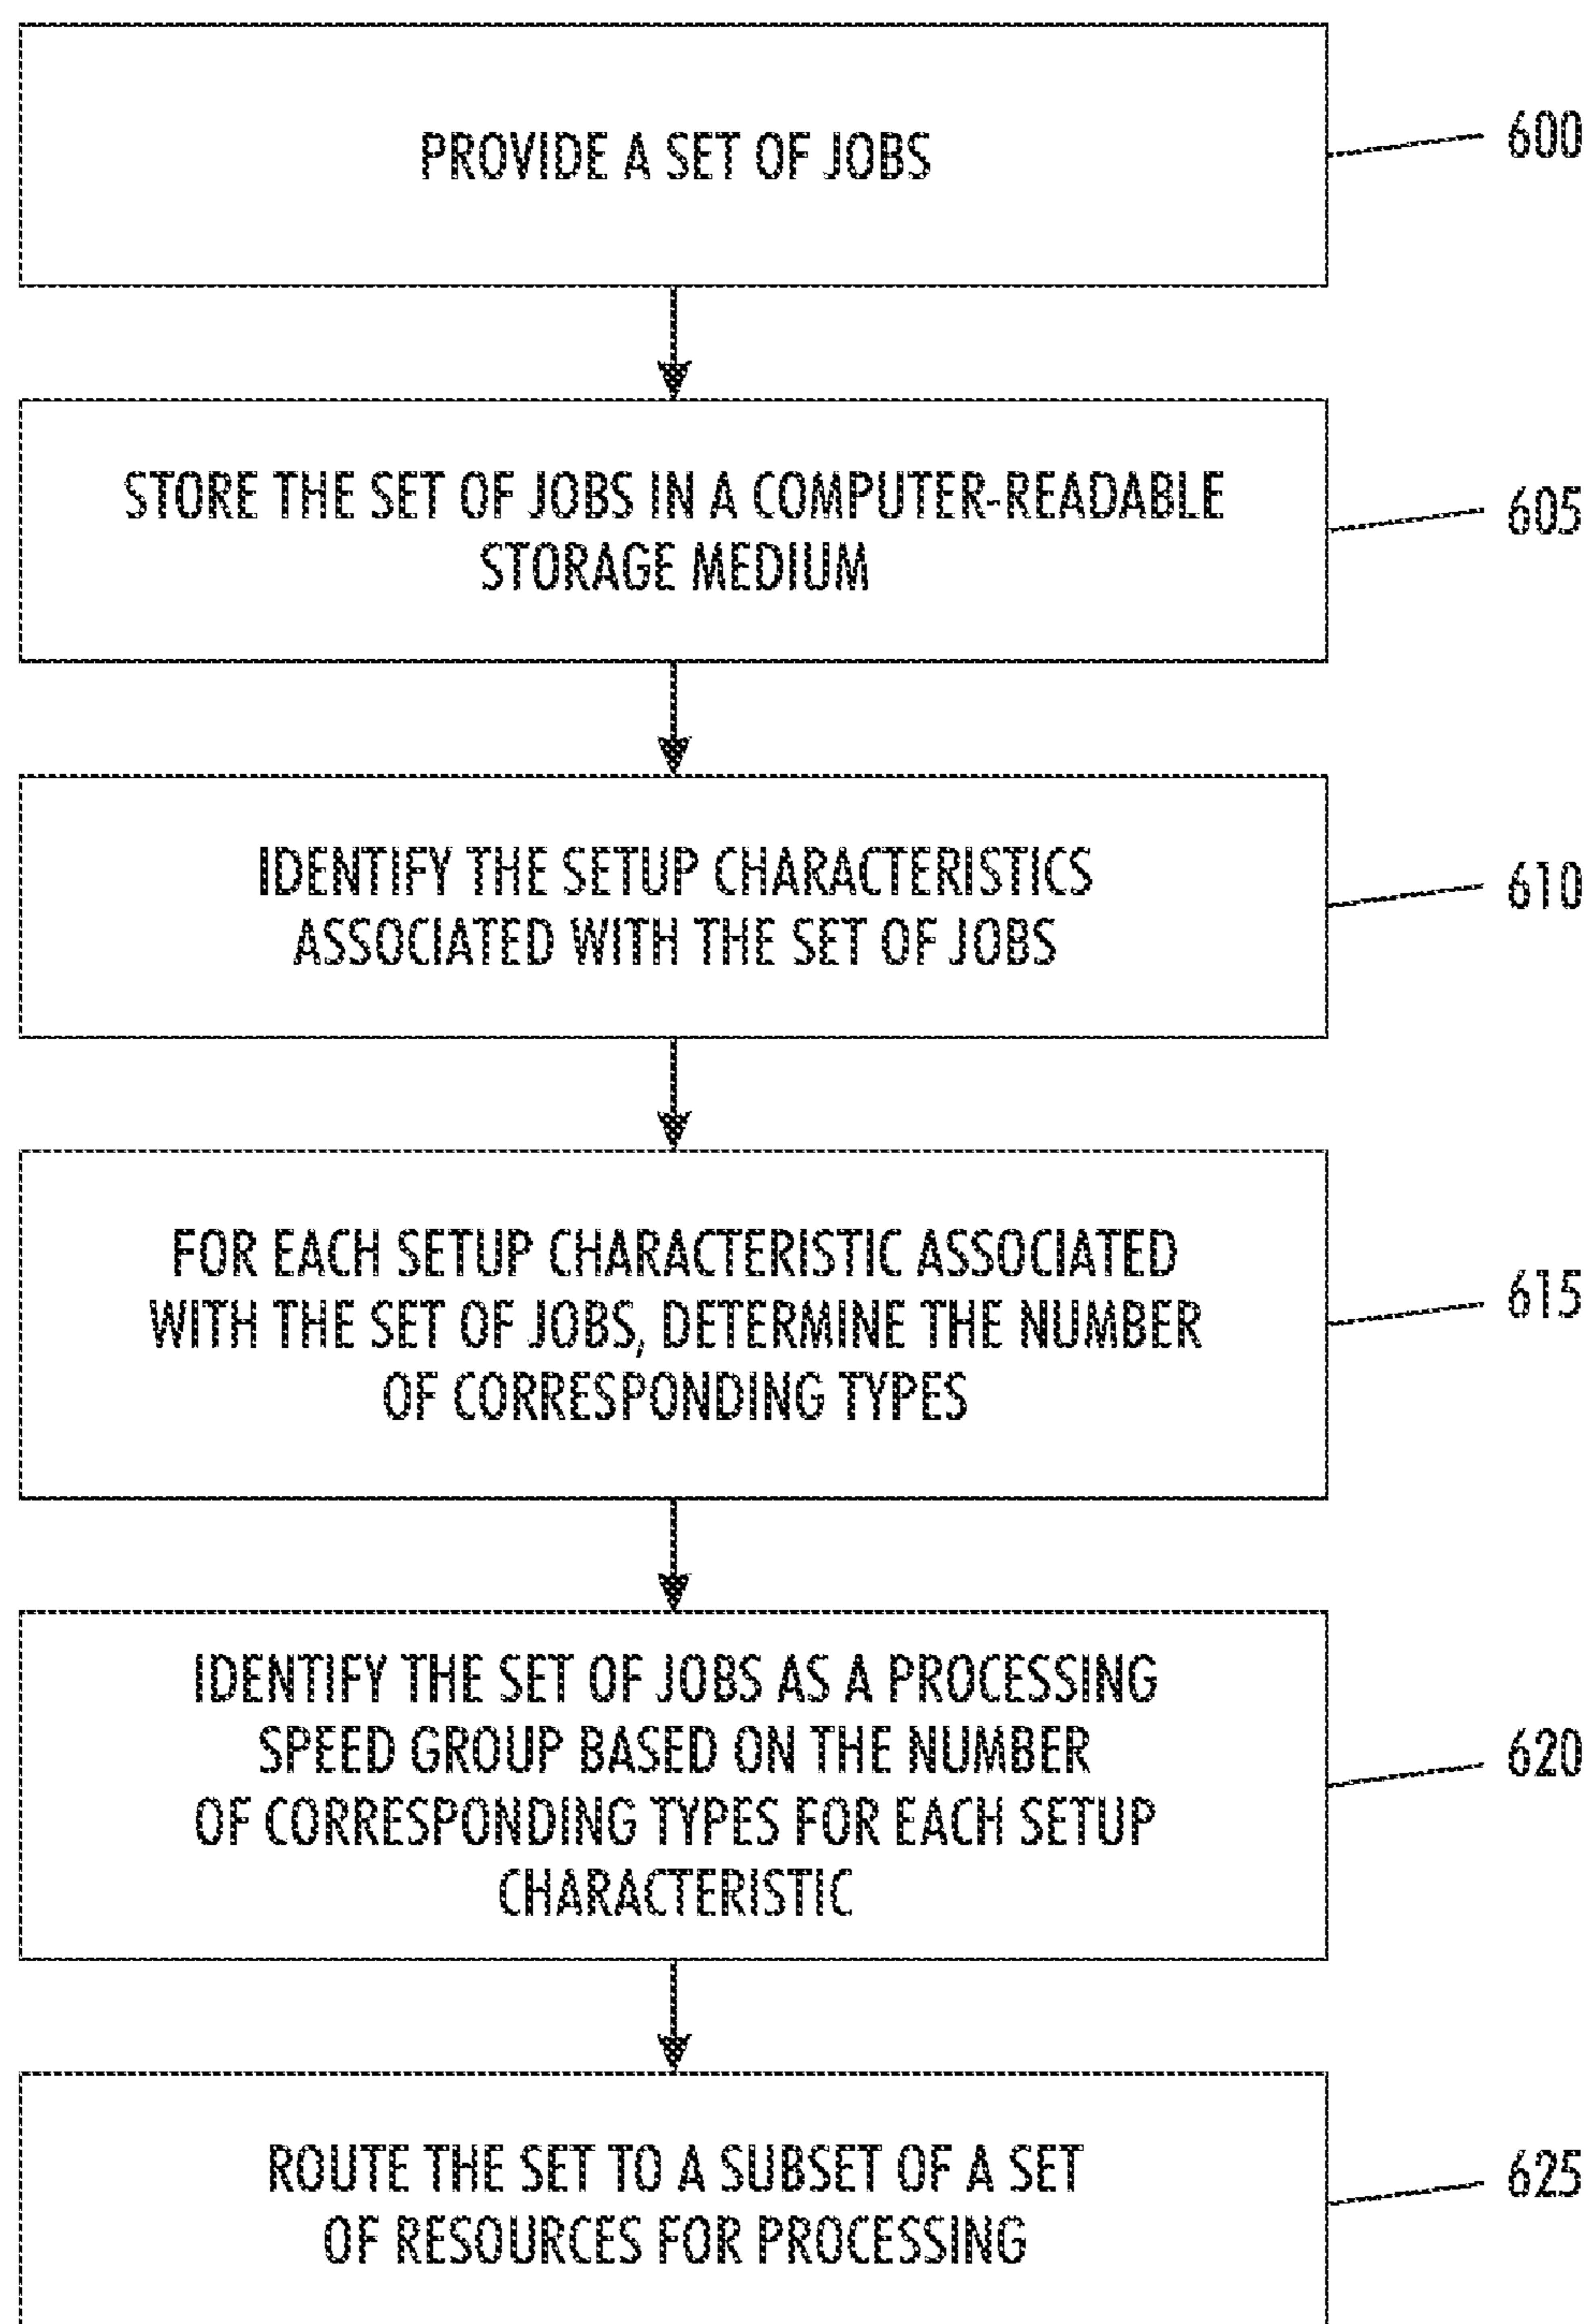 PROVIDE A SET OF JOBS
600
STORE THE SET OF JOBS IN A COMPUTER-READABLE
STORAGE MEDIUM
605
IDENTIFY THE SETUP CHARACTERISTICS
ASSOCIATED WITH THE SET OF JOBS
610
FOR EACH SETUP CHARACTERISTIC ASSOCIATED
WITH THE SET OF JOBS, DETERMINE THE NUMBER
OF CORRESPONDING TYPES
615
IDENTIFY THE SET OF JOBS AS A PROCESSING
SPEED GROUP BASED ON THE NUMBER
OF CORRESPONDING TYPES FOR EACH SETUP
CHARACTERISTIC
620
ROUTE THE SET TO A SUBSET OF A SET
OF RESOURCES FOR PROCESSING
625